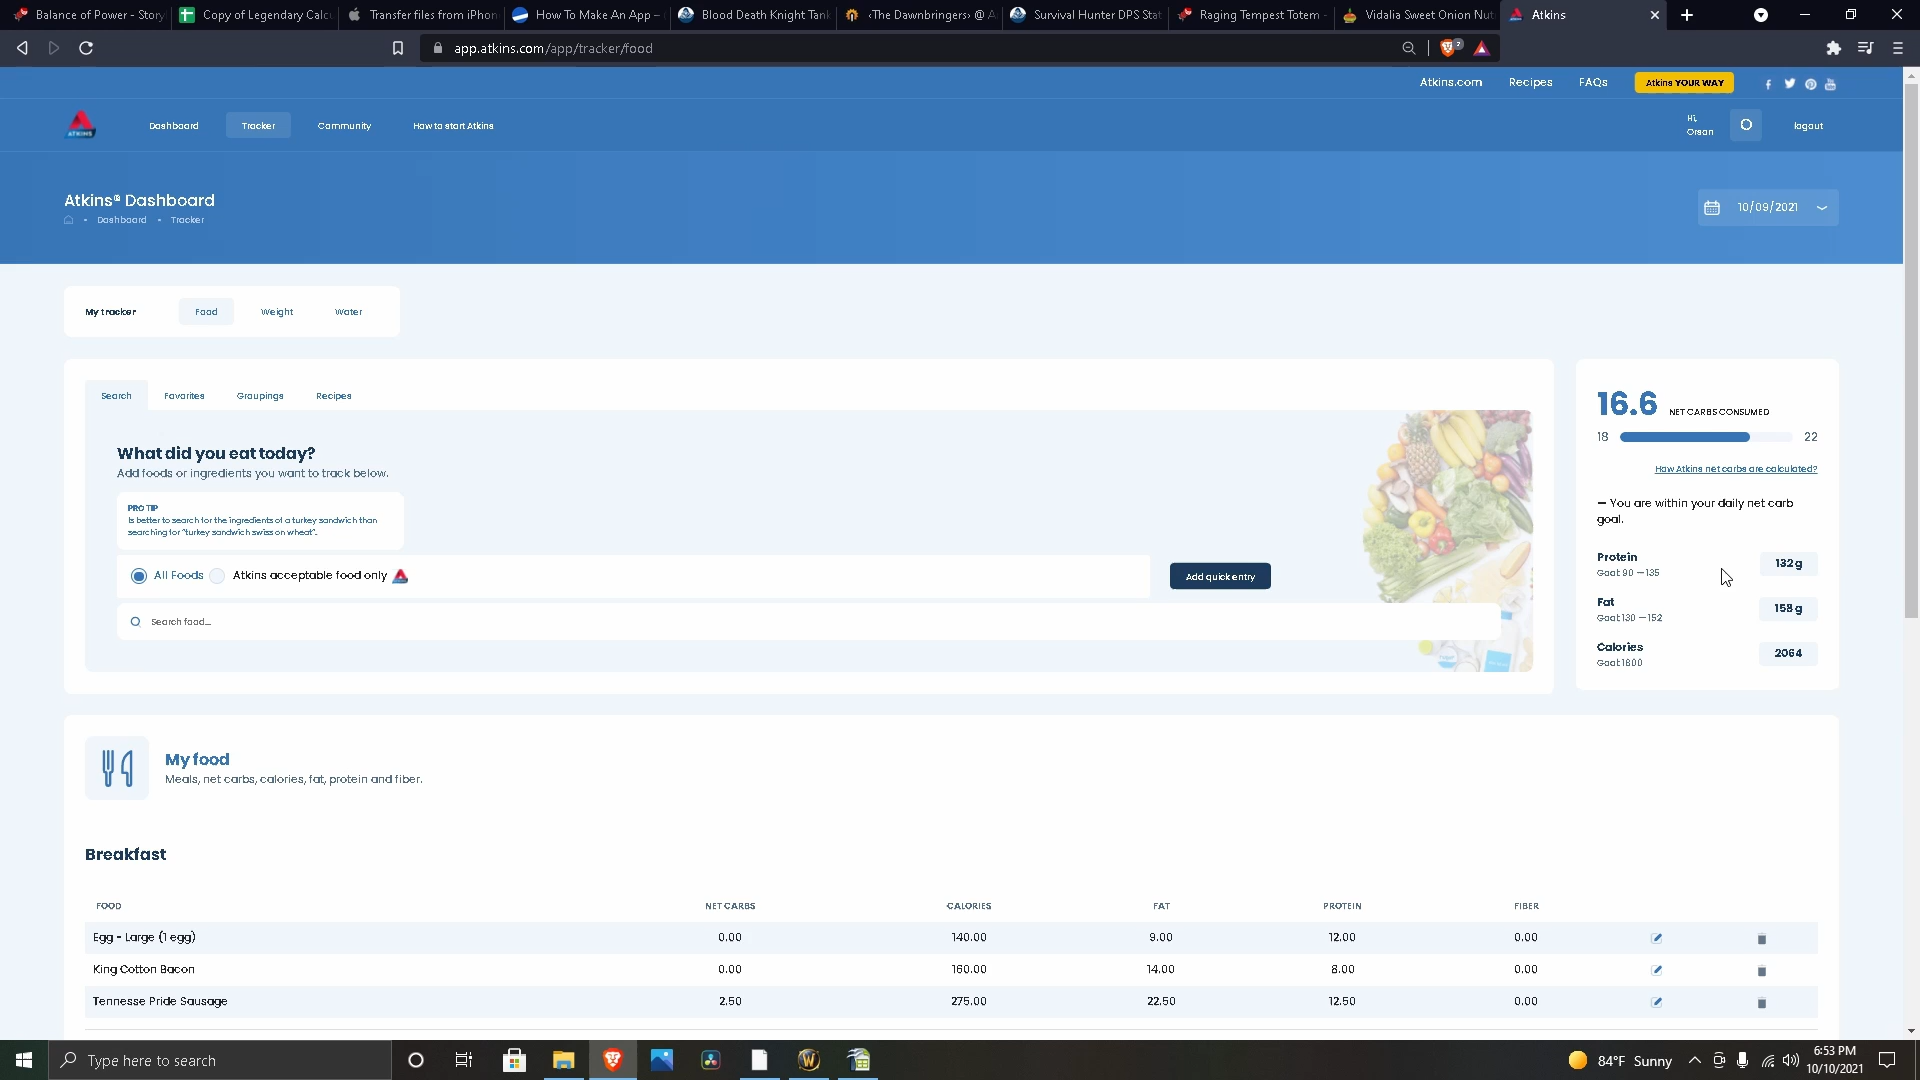 Balance of Power - Story
Copy of Legendary Calcu
Transfer files from iPhon
How To Make An App –
Blood Death Knight Tank
‹The Dawnbringers› @ A
Survival Hunter DPS Stat
Raging Tempest Totem -
Vidalia Sweet Onion Nut
Atkins
app.atkins.com/app/tracker/food
2
Atkins.com
Recipes
FAQs
Atkins YOUR WAY
ATKINS
Dashboard
Tracker
Community
How to start Atkins
Hi,
Orsan
O
logout
Atkins® Dashboard
Dashboard • Tracker
10/09/2021
My tracker
Food
Weight
Water
Search
Favorites
Groupings
Recipes
What did you eat today?
Add foods or ingredients you want to track below.
PRO TIP
Is better to search for the ingredients of a turkey sandwich than
searching for "turkey sandwich swiss on wheat".
All Foods
Atkins acceptable food only
Add quick entry
Search food...
16.6 NET CARBS CONSUMED
18
22
How Atkins net carbs are calculated?
— You are within your daily net carb
goal.
Protein
Goal: 90 — 135
132 g
Fat
Goal: 130 — 152
158 g
Calories
Goal: 1800
2064
My food
Meals, net carbs, calories, fat, protein and fiber.
Breakfast
FOOD NET CARBS CALORIES FAT PROTEIN FIBER
Egg - Large (1 egg) 0.00 140.00 9.00 12.00 0.00
King Cotton Bacon 0.00 160.00 14.00 8.00 0.00
Tennesse Pride Sausage 2.50 275.00 22.50 12.50 0.00
Type here to search
84°F Sunny
6:53 PM
10/10/2021